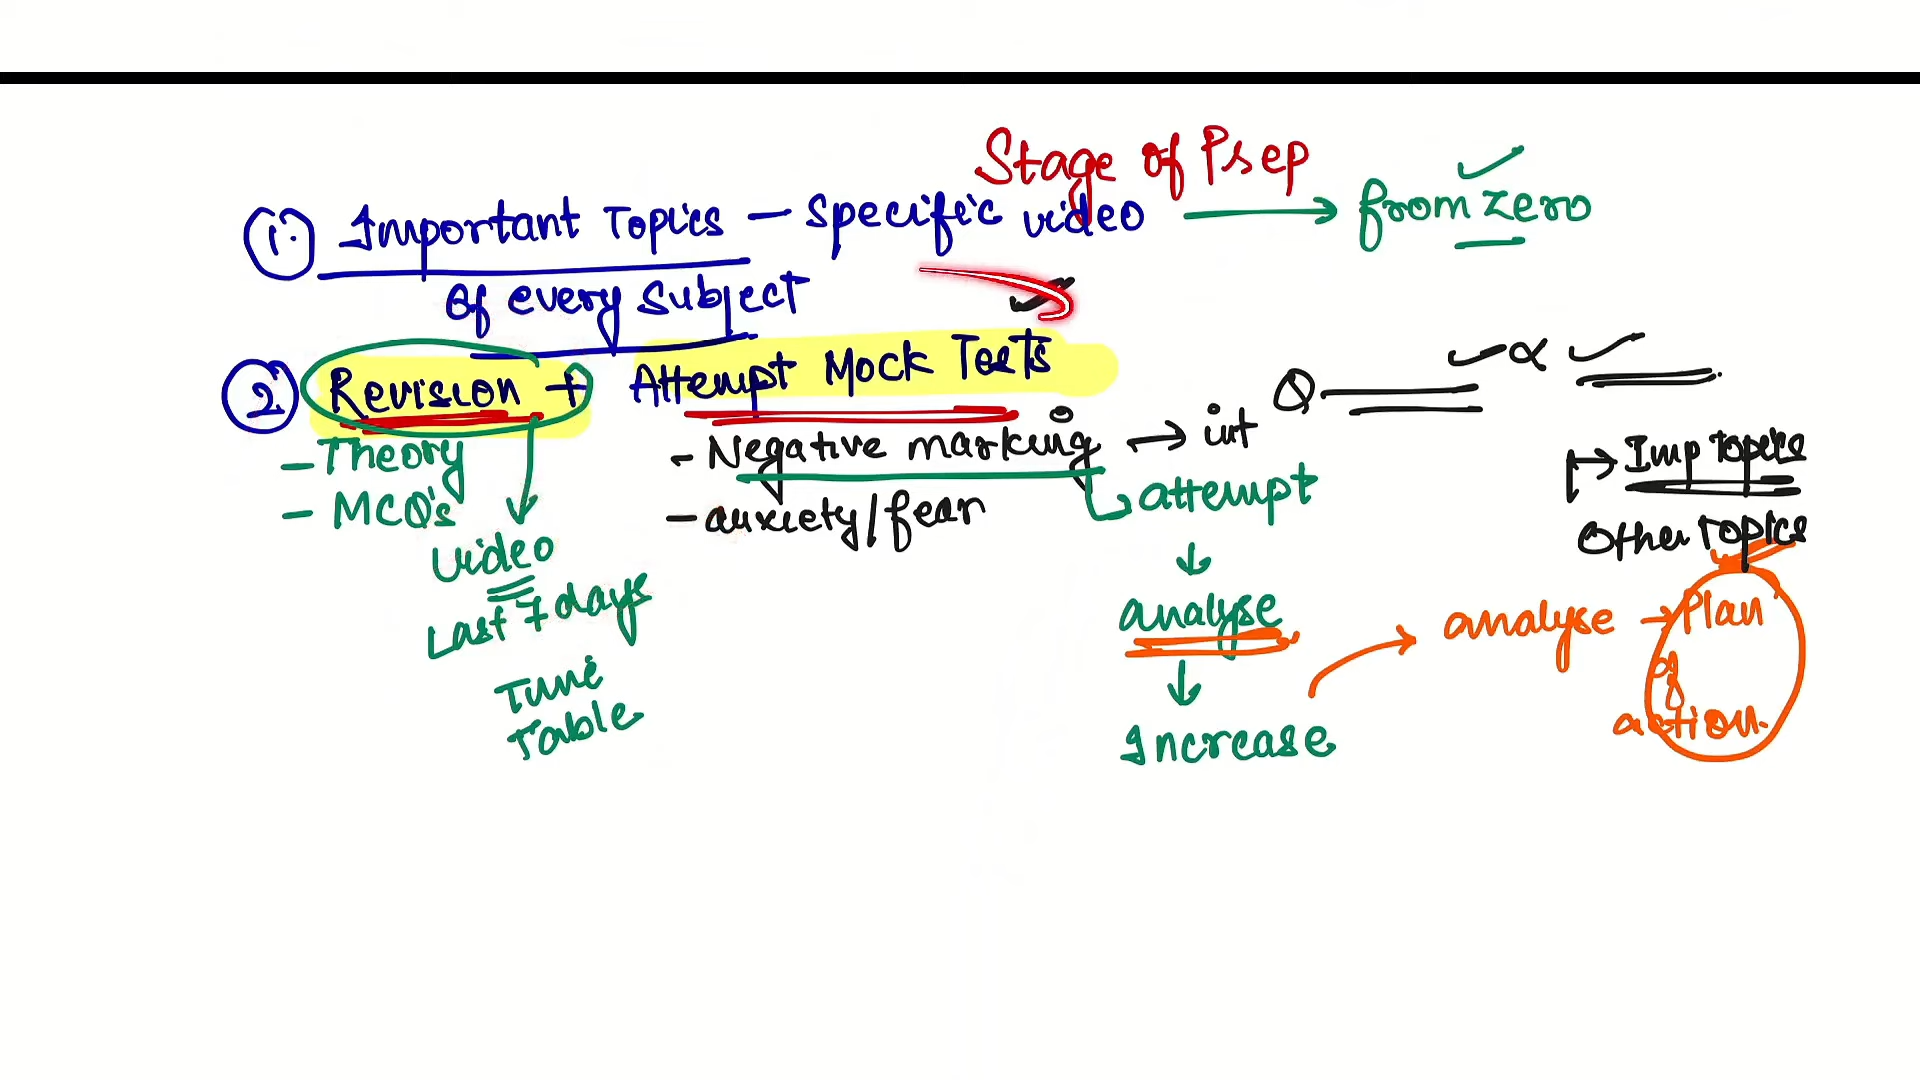 Stage of Prep
1. Important Topics — specific video → from zero
of every subject
2. Revision + Attempt Mock Tests
- Theory
- MCQ's
video
Last 7 days
Time
Table
- Negative marking → int
- anxiety/fear
attempt
↓
analyse
↓
Increase
Q
∝
→ Imp Topics
Other Topics
analyse → Plan
of
action.